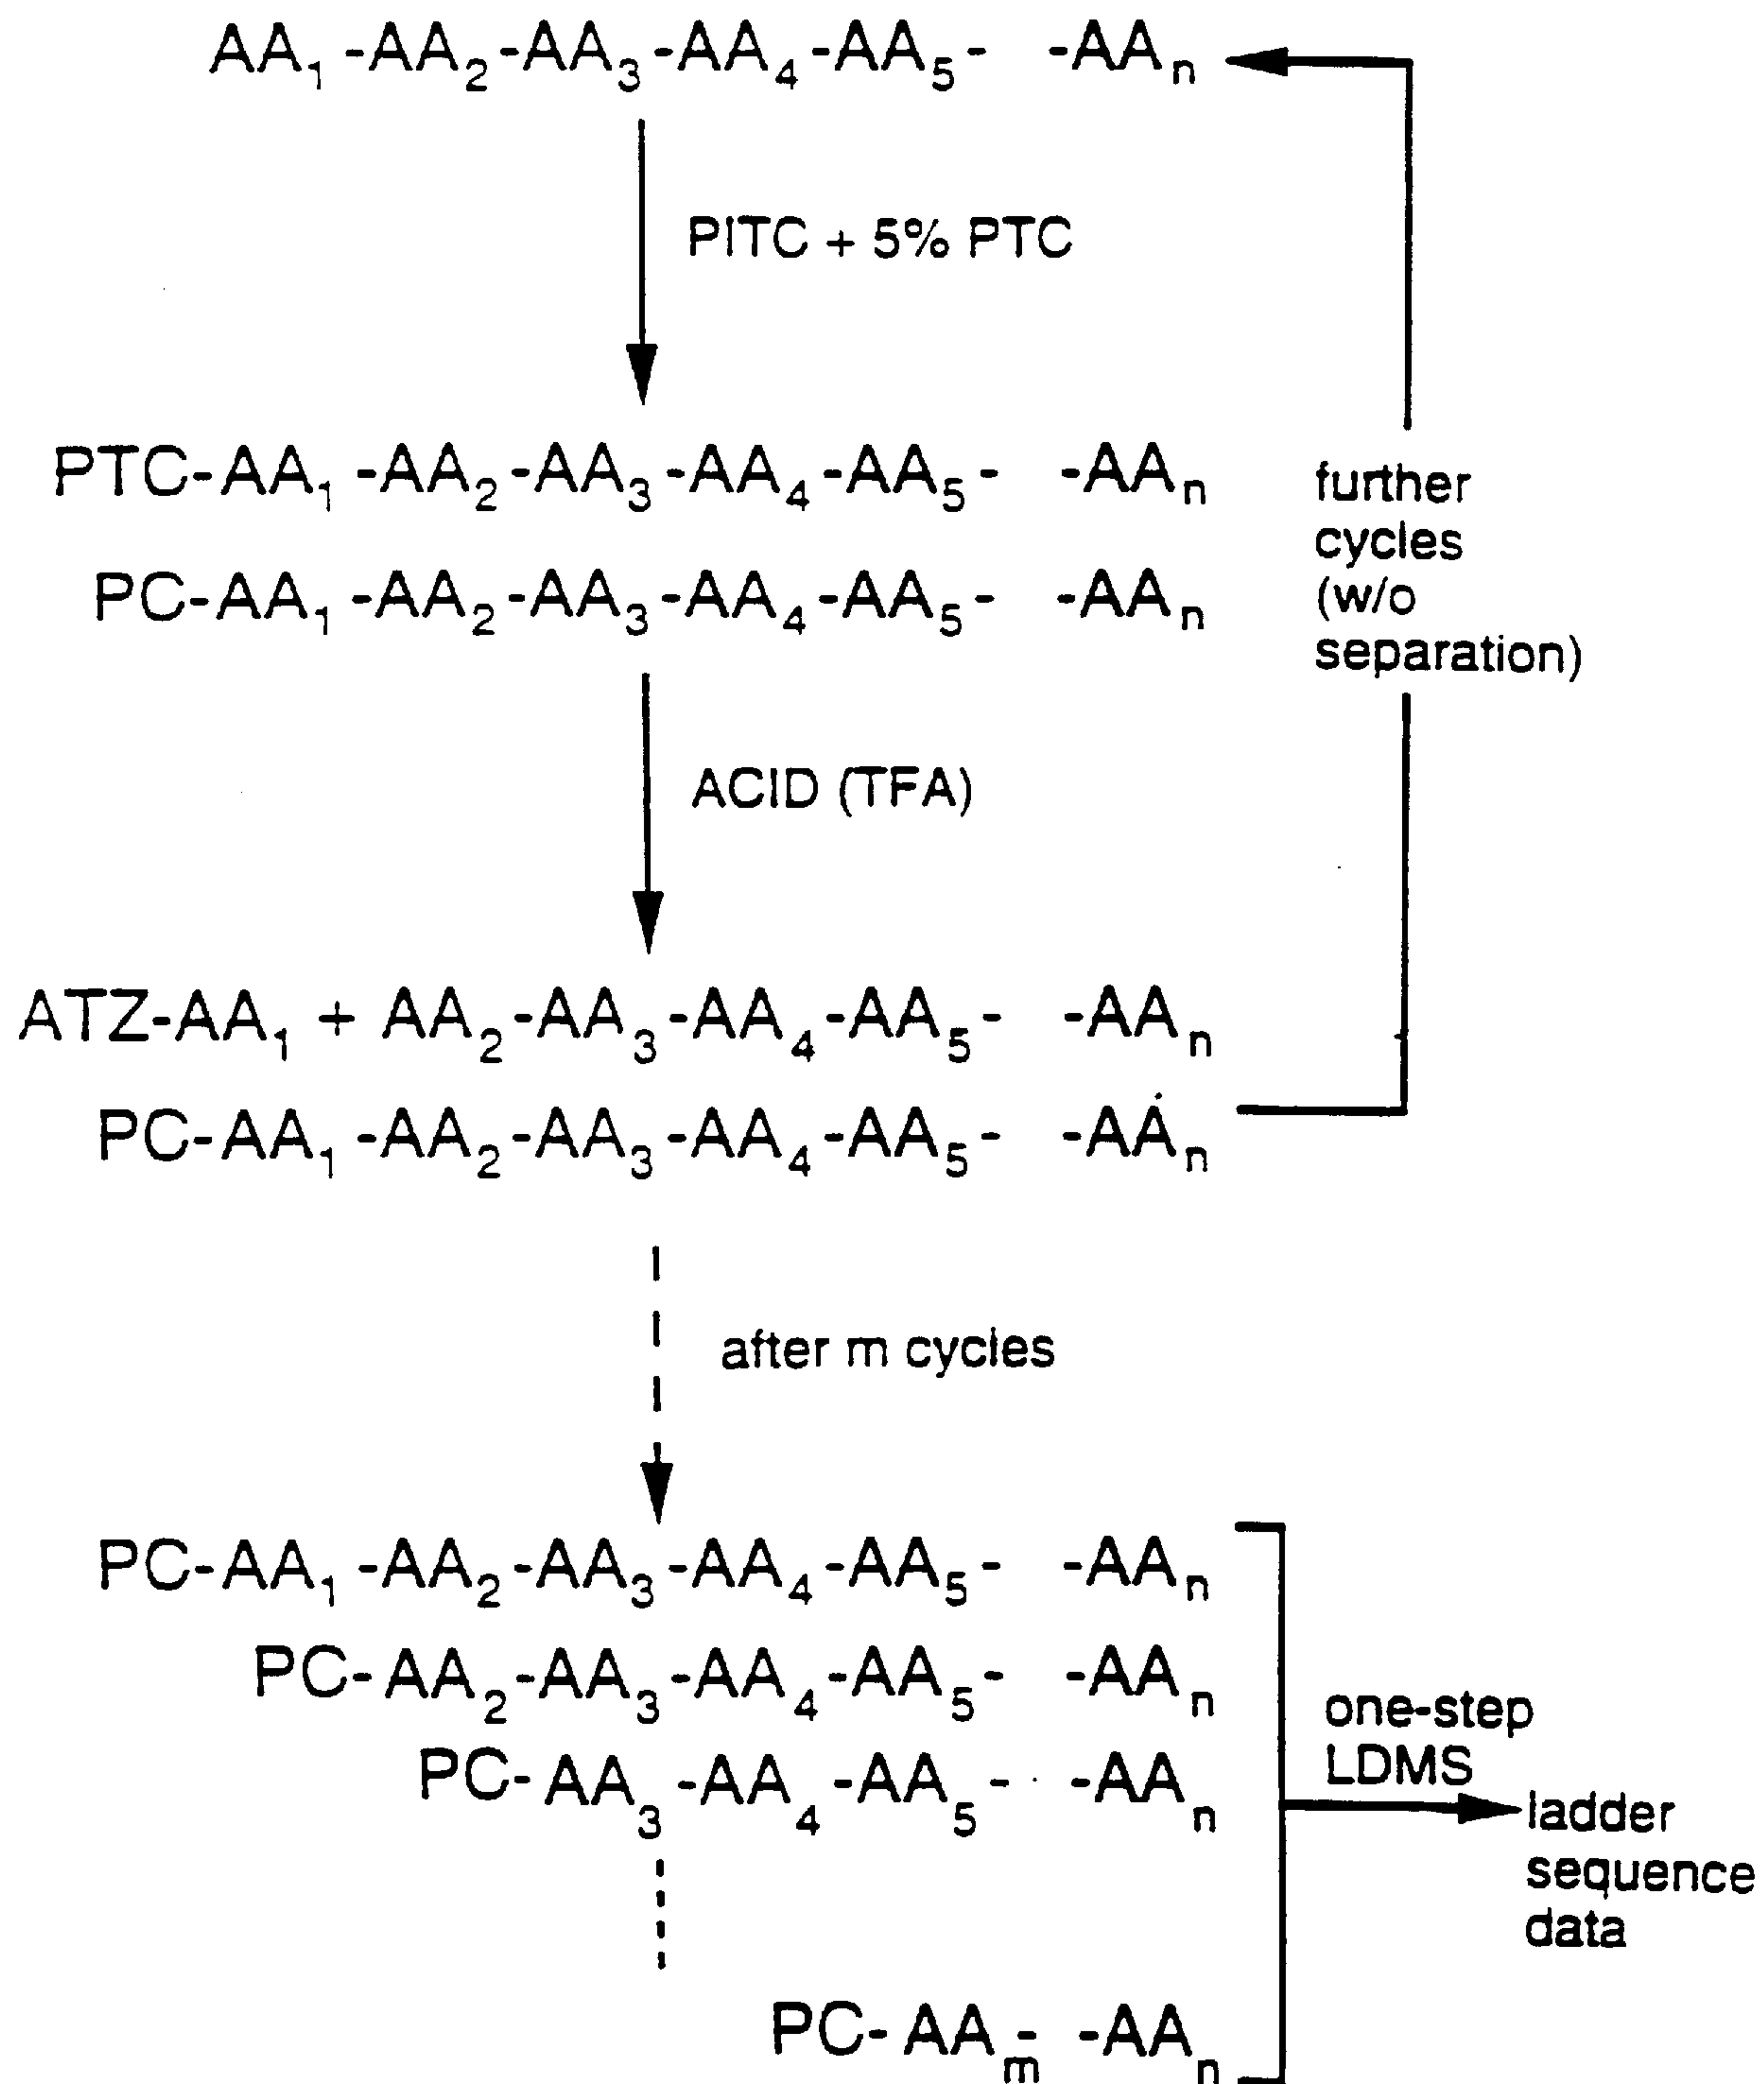 AA₁ -AA₂-AA₃-AA₄-AA₅- -AAₙ
PITC + 5% PTC
PTC-AA₁ -AA₂-AA₃-AA₄-AA₅- -AAₙ
PC-AA₁ -AA₂-AA₃-AA₄-AA₅- -AAₙ
further
cycles
(w/o
separation)
ACID (TFA)
ATZ-AA₁ + AA₂-AA₃-AA₄-AA₅- -AAₙ
PC-AA₁ -AA₂-AA₃-AA₄-AA₅- -AAₙ
after m cycles
PC-AA₁ -AA₂-AA₃-AA₄-AA₅- -AAₙ
PC-AA₂-AA₃-AA₄-AA₅- -AAₙ
PC-AA₃-AA₄-AA₅- -AAₙ
PC-AAₘ- -AAₙ
one-step
LDMS
ladder
sequence
data